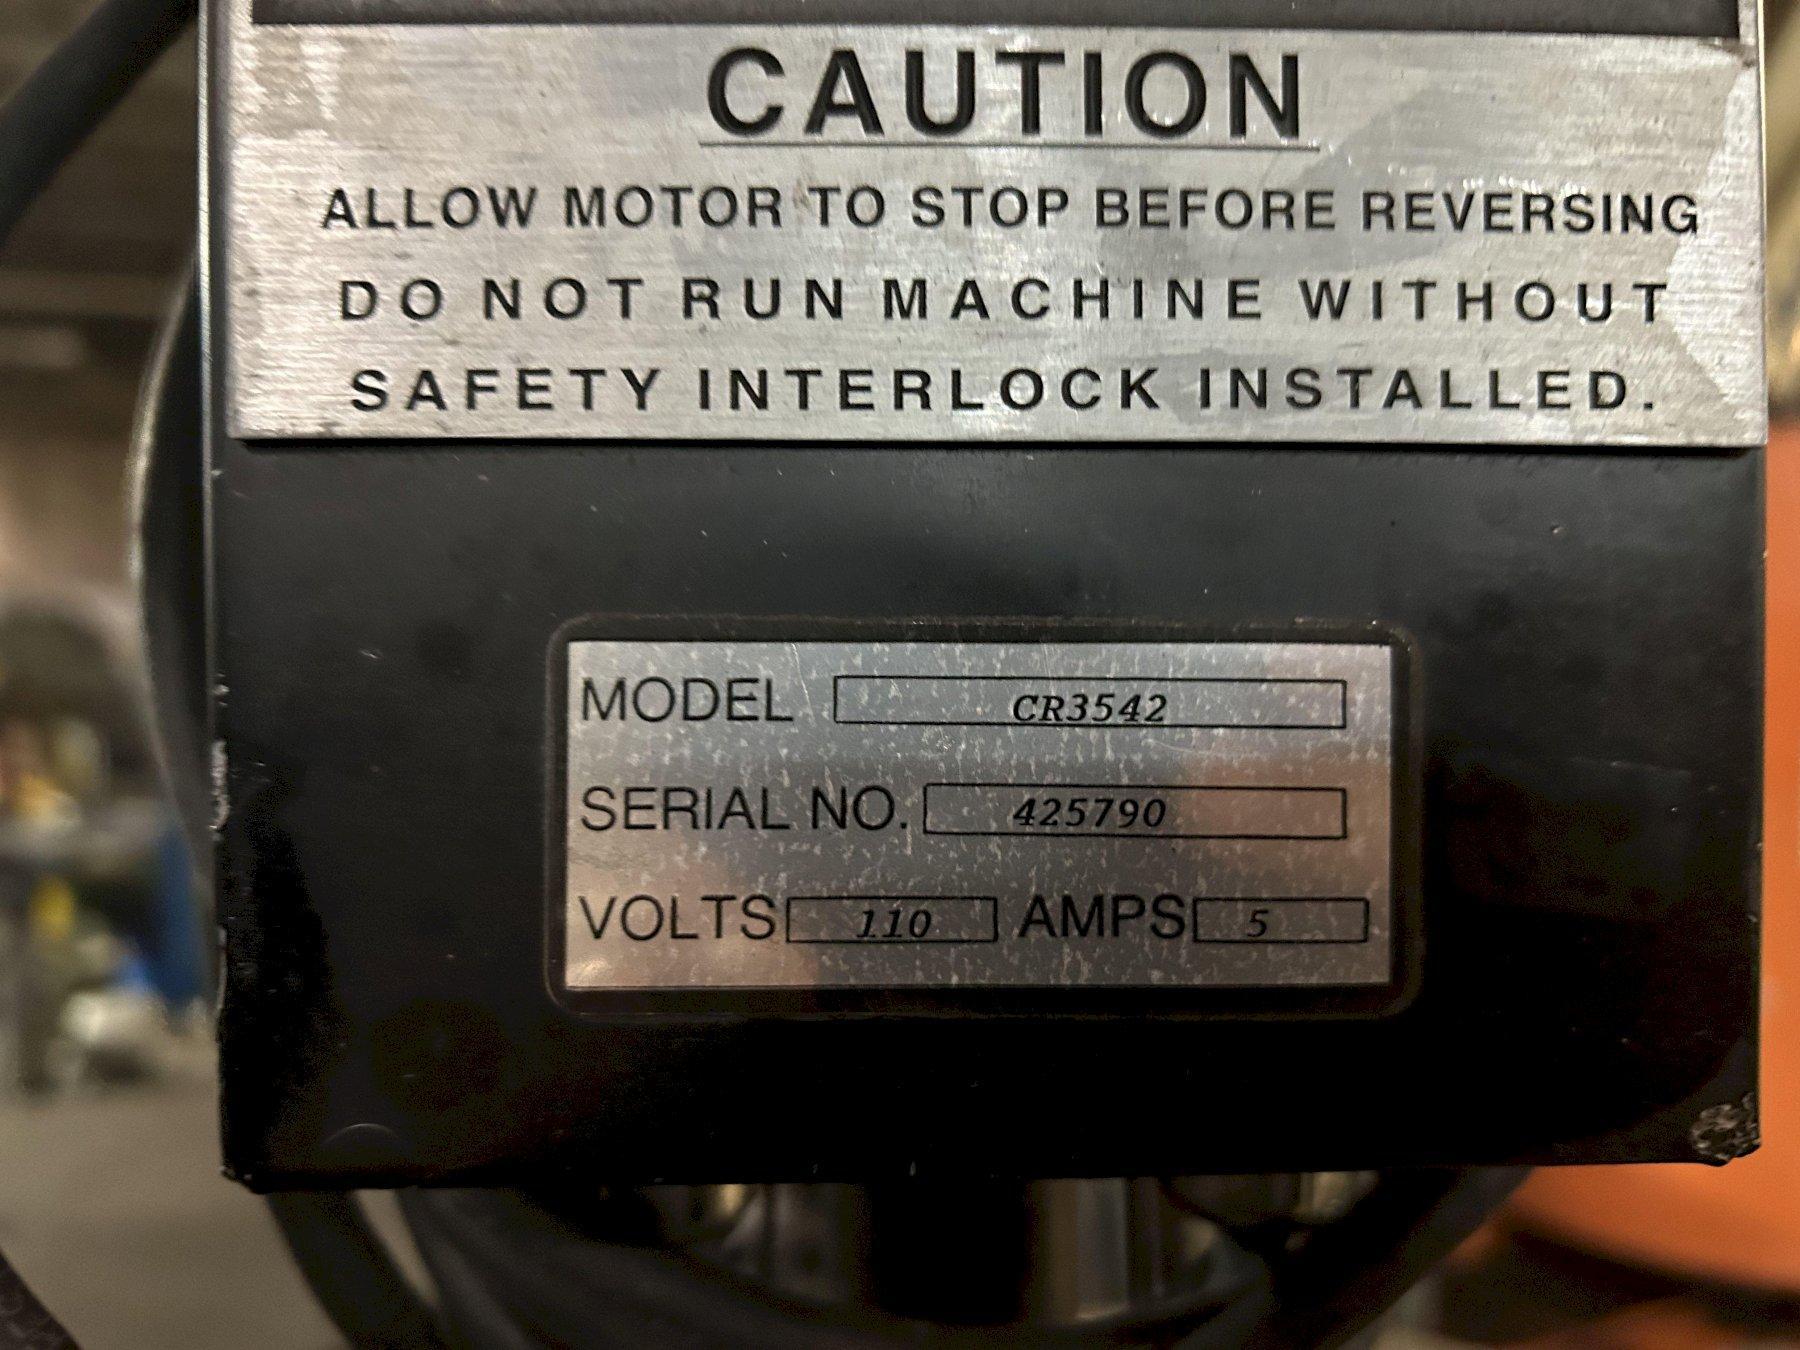 CAUTION
ALLOW MOTOR TO STOP BEFORE REVERSING
DO NOT RUN MACHINE WITHOUT
SAFETY INTERLOCK INSTALLED.
MODEL CR3542
SERIAL NO. 425790
VOLTS 110 AMPS 5